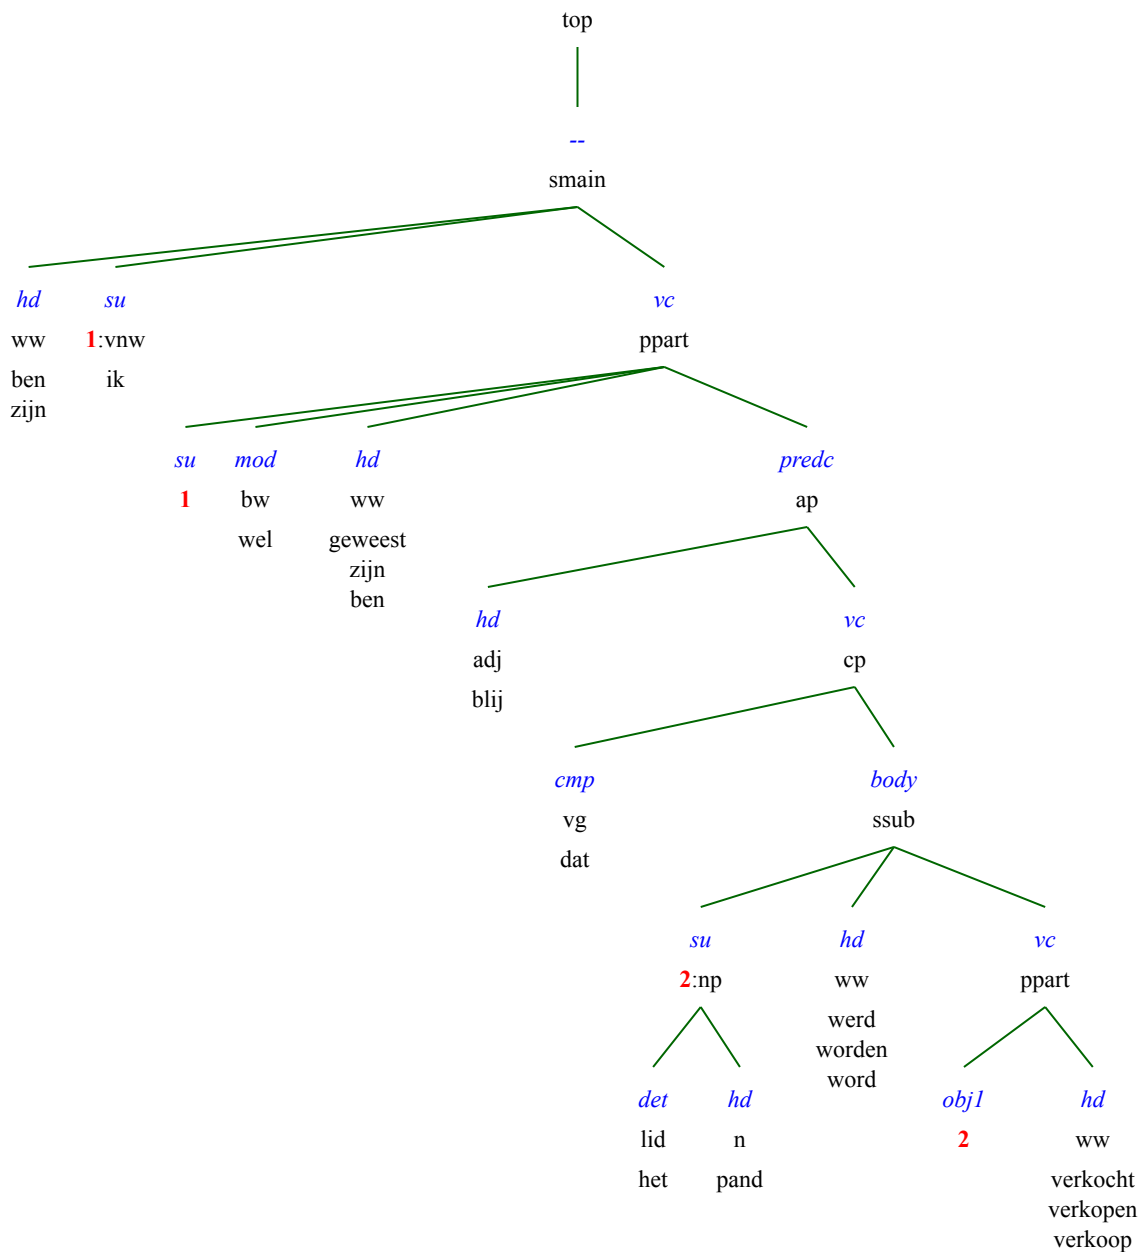 top
--
smain
hd su vc
ww 1:vnw ppart
ben ik
zijn
su mod hd predc
1 bw ww ap
wel geweest
zijn
ben
hd vc
adj cp
blij
cmp body
vg ssub
dat
su hd vc
2:np ww ppart
werd
worden
word
det hd obj1 hd
lid n 2 ww
het pand verkocht
verkopen
verkoop